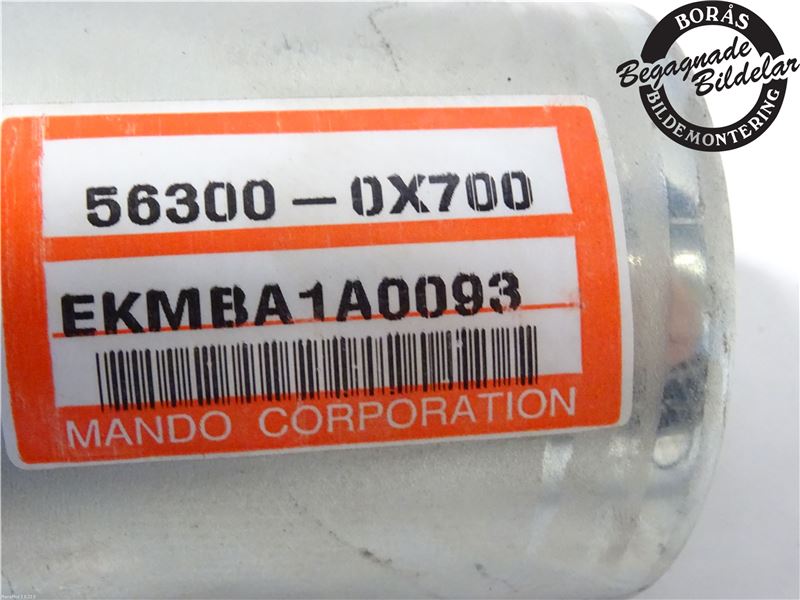 BORÅS
Begagnade
Bildelar
BILDEMONTERING
56300-0X700
EKMBA1A0093
MANDO CORPORATION